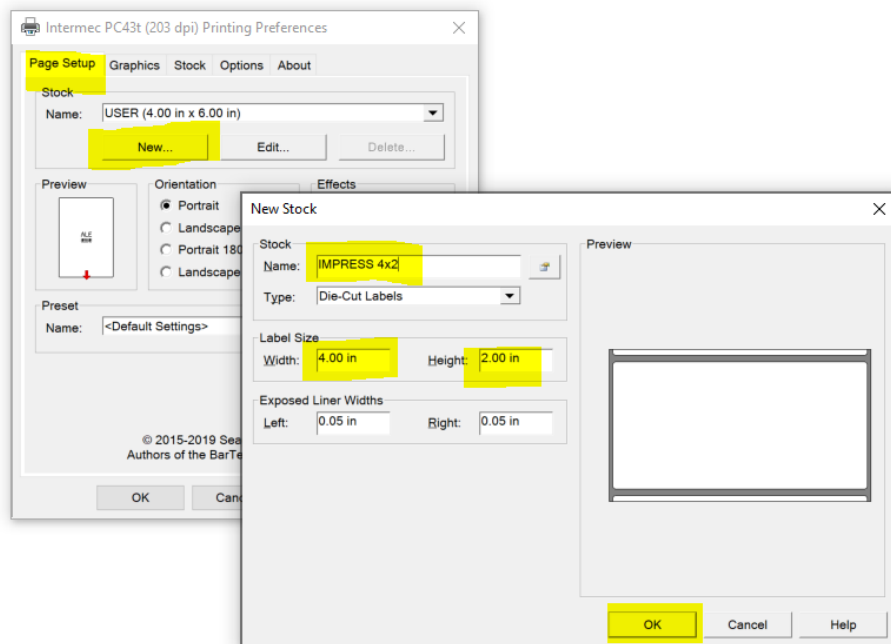 Intermec PC43t (203 dpi) Printing Preferences
Page Setup Graphics Stock Options About
Stock
Name: USER (4.00 in x 6.00 in)
New... Edit... Delete...
Preview
Orientation
Portrait
Landscape
Portrait 180
Landscape
Effects
Preset
Name: <Default Settings>
© 2015-2019 Sea
Authors of the BarTe
OK
Canc
New Stock
Stock
Name: IMPRESS 4x2
Type: Die-Cut Labels
Label Size
Width: 4.00 in Height: 2.00 in
Exposed Liner Widths
Left: 0.05 in Right: 0.05 in
Preview
OK Cancel Help